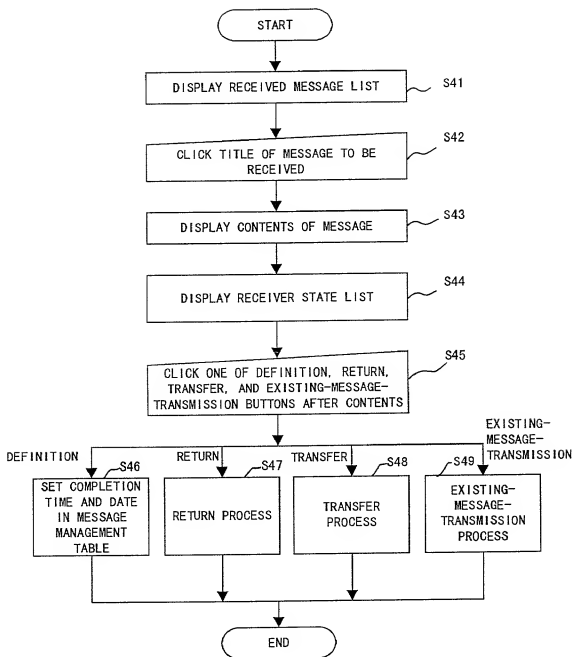 START
DISPLAY RECEIVED MESSAGE LIST
S41
CLICK TITLE OF MESSAGE TO BE
RECEIVED
S42
DISPLAY CONTENTS OF MESSAGE
S43
DISPLAY RECEIVER STATE LIST
S44
CLICK ONE OF DEFINITION, RETURN,
TRANSFER, AND EXISTING-MESSAGE-
TRANSMISSION BUTTONS AFTER CONTENTS
S45
DEFINITION
S46
SET COMPLETION
TIME AND DATE
IN MESSAGE
MANAGEMENT
TABLE
RETURN
S47
RETURN PROCESS
TRANSFER
S48
TRANSFER
PROCESS
EXISTING-
MESSAGE-
TRANSMISSION
S49
EXISTING-
MESSAGE-
TRANSMISSION
PROCESS
END